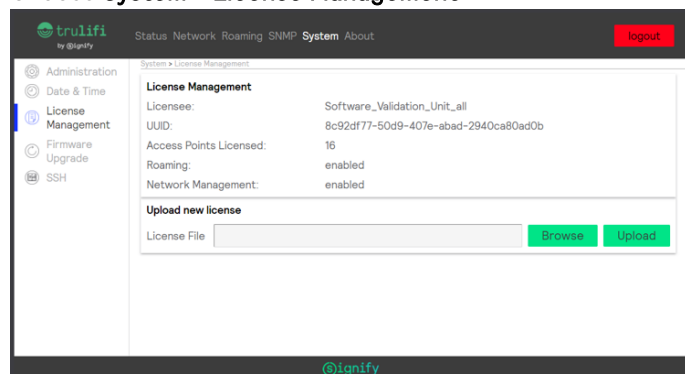 trulifi
by Signify
Status Network Roaming SNMP System About
logout
System > License Management
Administration
Date & Time
License
Management
Firmware
Upgrade
SSH
License Management
Licensee: Software_Validation_Unit_all
UUID: 8c92df77-50d9-407e-abad-2940ca80ad0b
Access Points Licensed: 16
Roaming: enabled
Network Management: enabled
Upload new license
License File Browse Upload
Signify